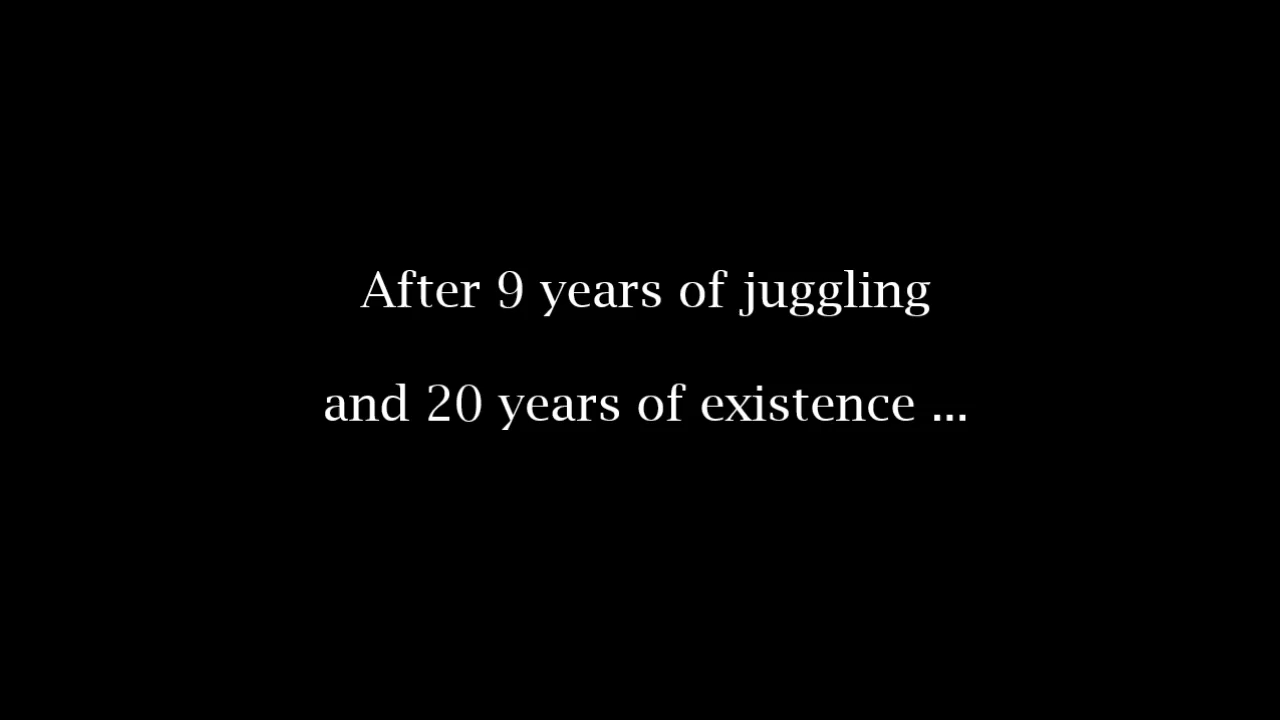 After 9 years of juggling
and 20 years of existence ...